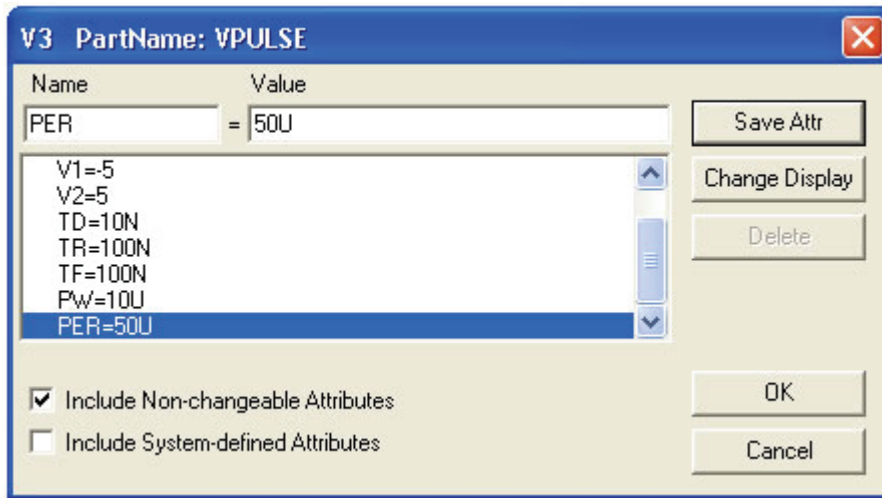 V3 PartName: VPULSE
Name Value
PER = 50U
Save Attr
V1=-5
V2=5
TD=10N
TR=100N
TF=100N
PW=10U
PER=50U
Change Display
Delete
Include Non-changeable Attributes
Include System-defined Attributes
OK
Cancel